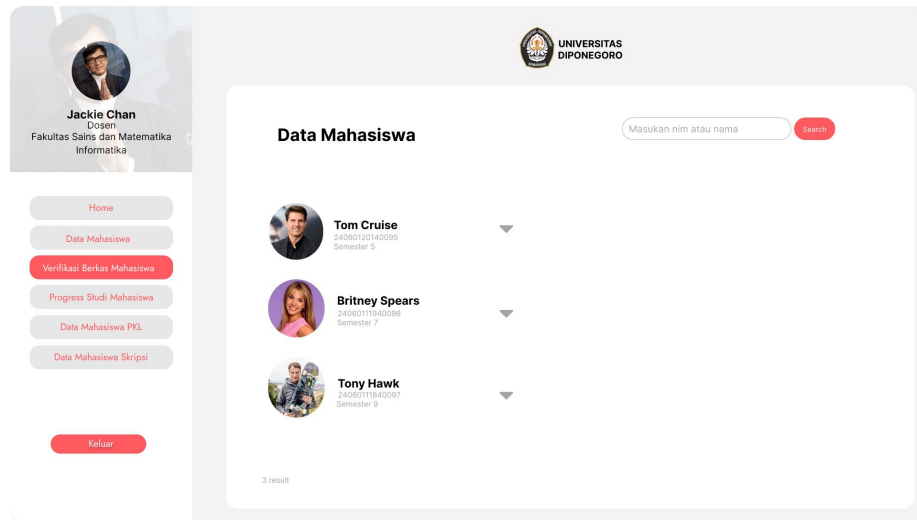 Jackie Chan
Dosen
Fakultas Sains dan Matematika
Informatika
Home
Data Mahasiswa
Verifikasi Berkas Mahasiswa
Progress Studi Mahasiswa
Data Mahasiswa PKL
Data Mahasiswa Skripsi
Keluar
UNIVERSITAS
DIPONEGORO
Data Mahasiswa
Masukan nim atau nama
Search
Tom Cruise
24060120140095
Semester 5
Britney Spears
24060111940096
Semester 7
Tony Hawk
24060111840097
Semester 9
3 result